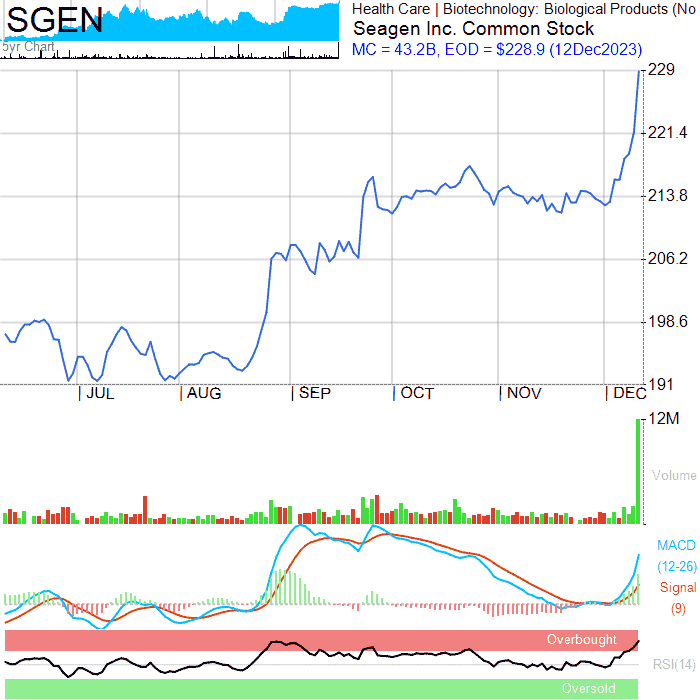 SGEN
5yr Chart
Health Care | Biotechnology: Biological Products (No
Seagen Inc. Common Stock
MC = 43.2B, EOD = $228.9 (12Dec2023)
229
221.4
213.8
206.2
198.6
191
| JUL | AUG | SEP | OCT | NOV | DEC
12M
Volume
MACD
(12-26)
Signal
(9)
Overbought
RSI(14)
Oversold